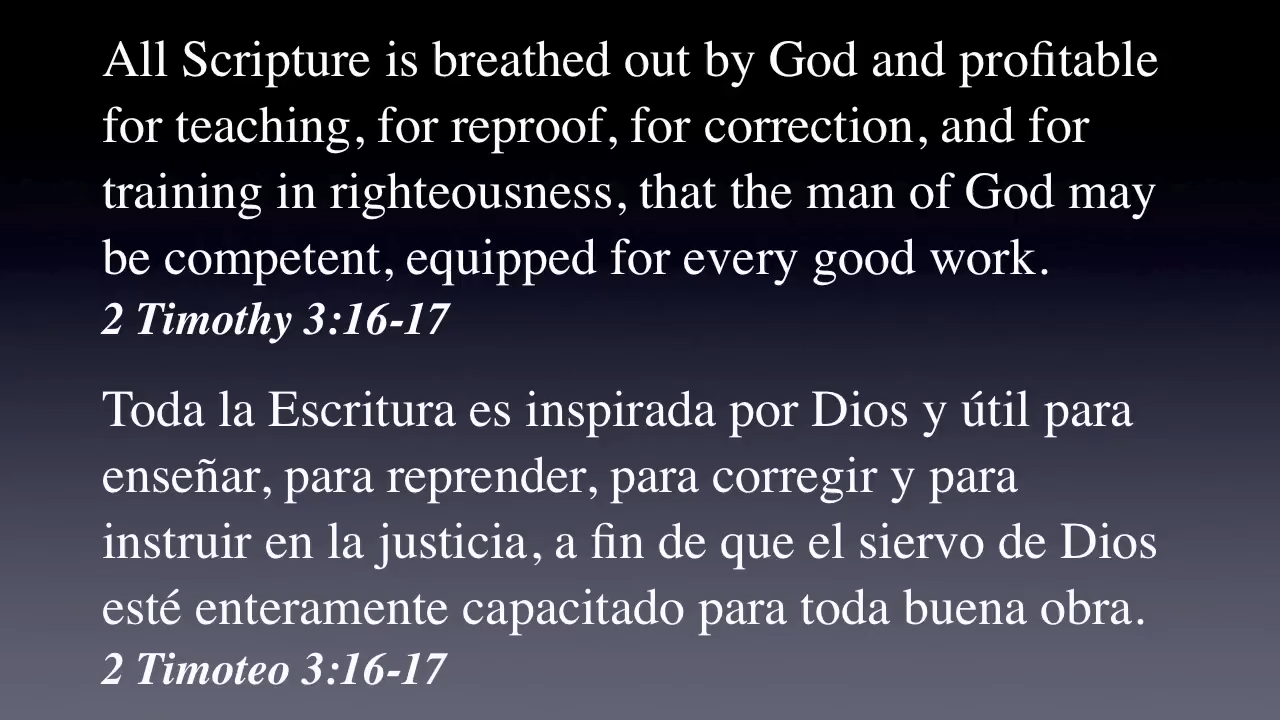 All Scripture is breathed out by God and profitable
for teaching, for reproof, for correction, and for
training in righteousness, that the man of God may
be competent, equipped for every good work.
2 Timothy 3:16-17
Toda la Escritura es inspirada por Dios y útil para
enseñar, para reprender, para corregir y para
instruir en la justicia, a fin de que el siervo de Dios
esté enteramente capacitado para toda buena obra.
2 Timoteo 3:16-17